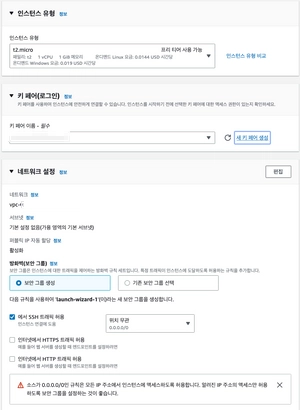 인스턴스 유형 정보
인스턴스 유형
t2.micro 프리 티어 사용 가능
패밀리: t2 1 vCPU 1 GiB 메모리 온디맨드 Linux 요금: 0.0144 USD 시간당
온디맨드 Windows 요금: 0.019 USD 시간당
인스턴스 유형 비교
키 페어(로그인) 정보
키 페어를 사용하여 인스턴스에 안전하게 연결할 수 있습니다. 인스턴스를 시작하기 전에 선택한 키 페어에 대한 액세스 권한이 있는지 확인하세요.
키 페어 이름 - 필수
새 키 페어 생성
네트워크 설정 정보
편집
네트워크 정보
vpc-
서브넷 정보
기본 설정 없음(가용 영역의 기본 서브넷)
퍼블릭 IP 자동 할당 정보
활성화
방화벽(보안 그룹) 정보
보안 그룹은 인스턴스에 대한 트래픽을 제어하는 방화벽 규칙 세트입니다. 특정 트래픽이 인스턴스에 도달하도록 허용하는 규칙을 추가합니다.
보안 그룹 생성
기존 보안 그룹 선택
다음 규칙을 사용하여 'launch-wizard-1'(이)라는 새 보안 그룹을 생성합니다.
에서 SSH 트래픽 허용
인스턴스 연결에 도움
위치 무관
0.0.0.0/0
인터넷에서 HTTPS 트래픽 허용
예를 들어 웹 서버를 생성할 때 엔드포인트를 설정하려면
인터넷에서 HTTP 트래픽 허용
예를 들어 웹 서버를 생성할 때 엔드포인트를 설정하려면
소스가 0.0.0.0/0인 규칙은 모든 IP 주소에서 인스턴스에 액세스하도록 허용합니다. 알려진 IP 주소의 액세스만 허용
하도록 보안 그룹을 설정하는 것이 좋습니다.